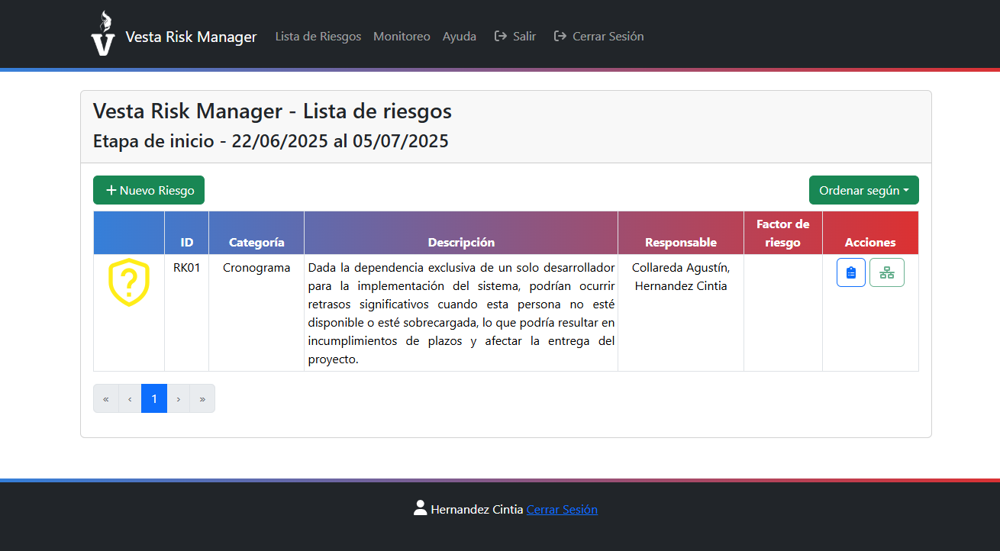 V Vesta Risk Manager Lista de Riesgos Monitoreo Ayuda Salir Cerrar Sesión
Vesta Risk Manager - Lista de riesgos
Etapa de inicio - 22/06/2025 al 05/07/2025
+ Nuevo Riesgo Ordenar según
ID Categoría Descripción Responsable Factor de riesgo Acciones
? RK01 Cronograma
Dada la dependencia exclusiva de un solo desarrollador
para la implementación del sistema, podrían ocurrir
retrasos significativos cuando esta persona no esté
disponible o esté sobrecargada, lo que podría resultar en
incumplimientos de plazos y afectar la entrega del
proyecto.
Collareda Agustín,
Hernandez Cintia
« ‹ 1 › »
Hernandez Cintia Cerrar Sesión